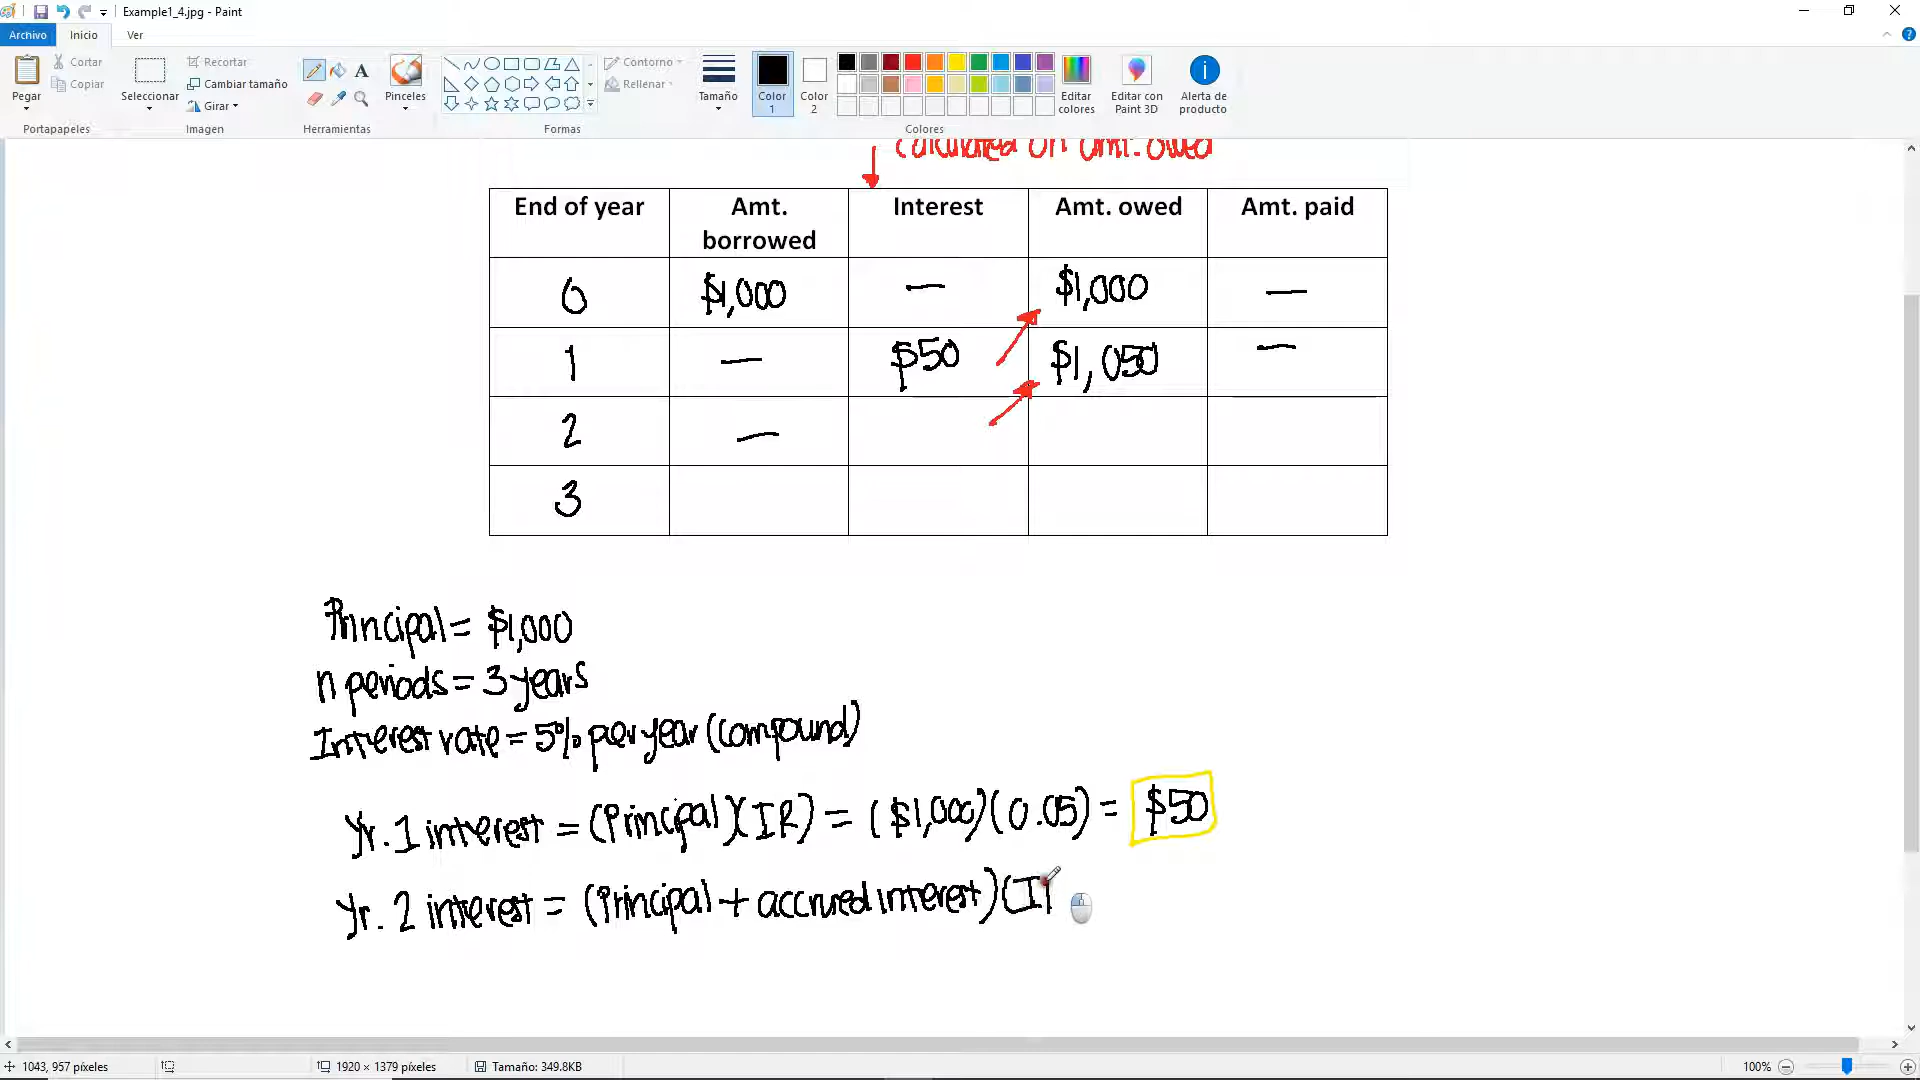 Example1_4.jpg - Paint
Archivo Inicio Ver
Pegar
Cortar
Copiar
Portapapeles
Seleccionar
Recortar
Cambiar tamaño
Girar
Imagen
A
Herramientas
Pinceles
Contorno
Rellenar
Formas
Tamaño
Color 1
Color 2
Editar colores
Editar con Paint 3D
Alerta de producto
Colores
calculated on amt. owed
End of year Amt. borrowed Interest Amt. owed Amt. paid
0 $1,000 — $1,000 —
1 — $50 $1,050 —
2 —
3
Principal = $1,000
n periods = 3 years
Interest rate = 5% per year (compound)
Yr. 1 interest = (Principal)(IR) = ($1,000)(0.05) = $50
Yr. 2 interest = (Principal + accrued interest)(I
1043, 957 píxeles 1920 × 1379 píxeles Tamaño: 349.8KB 100%